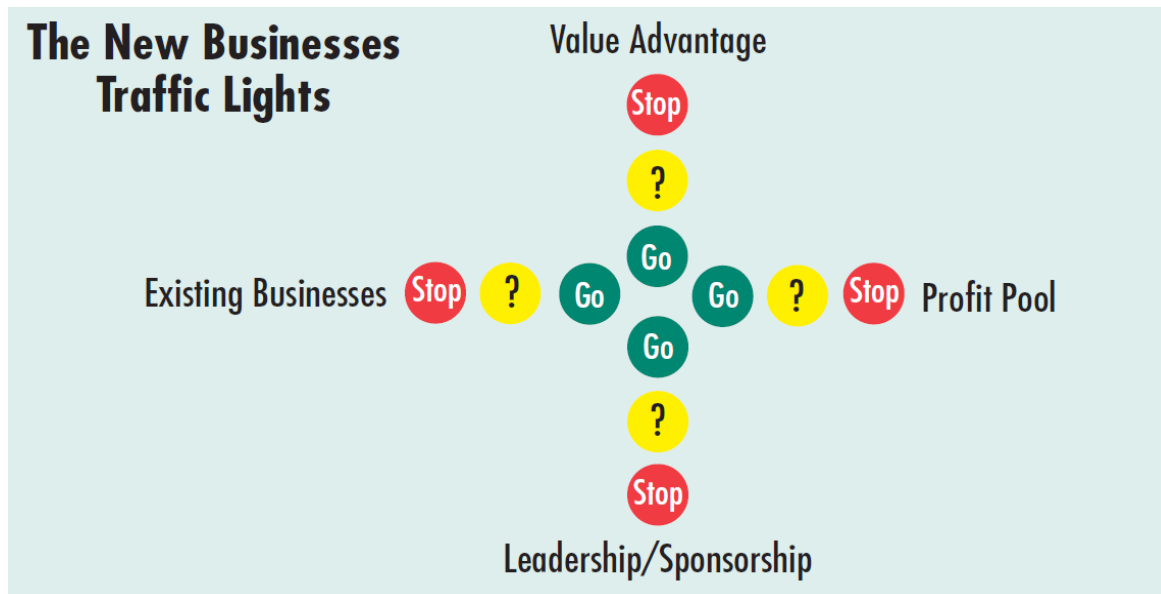 The New Businesses
Traffic Lights
Value Advantage
Stop
?
Go
Existing Businesses Stop ? Go Go ? Stop Profit Pool
Go
?
Stop
Leadership/Sponsorship